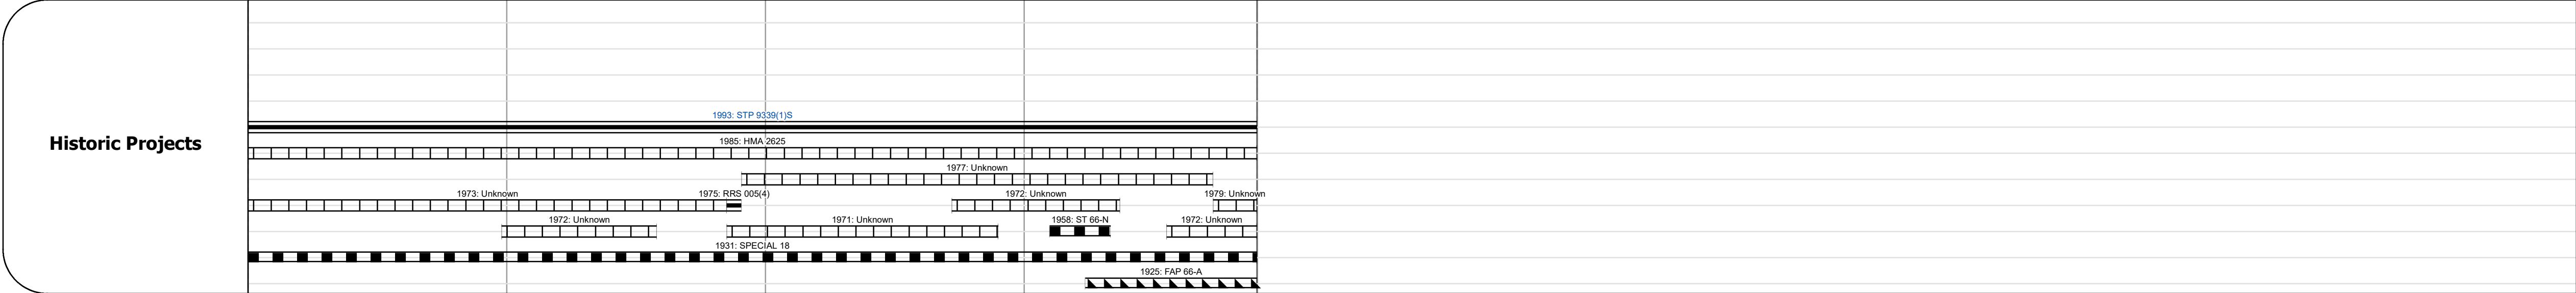 Historic Projects
1993: STP 9339(1)S
1985: HMA 2625
1977: Unknown
1973: Unknown
1975: RRS 005(4)
1972: Unknown
1979: Unknown
1972: Unknown
1971: Unknown
1958: ST 66-N
1972: Unknown
1931: SPECIAL 18
1925: FAP 66-A